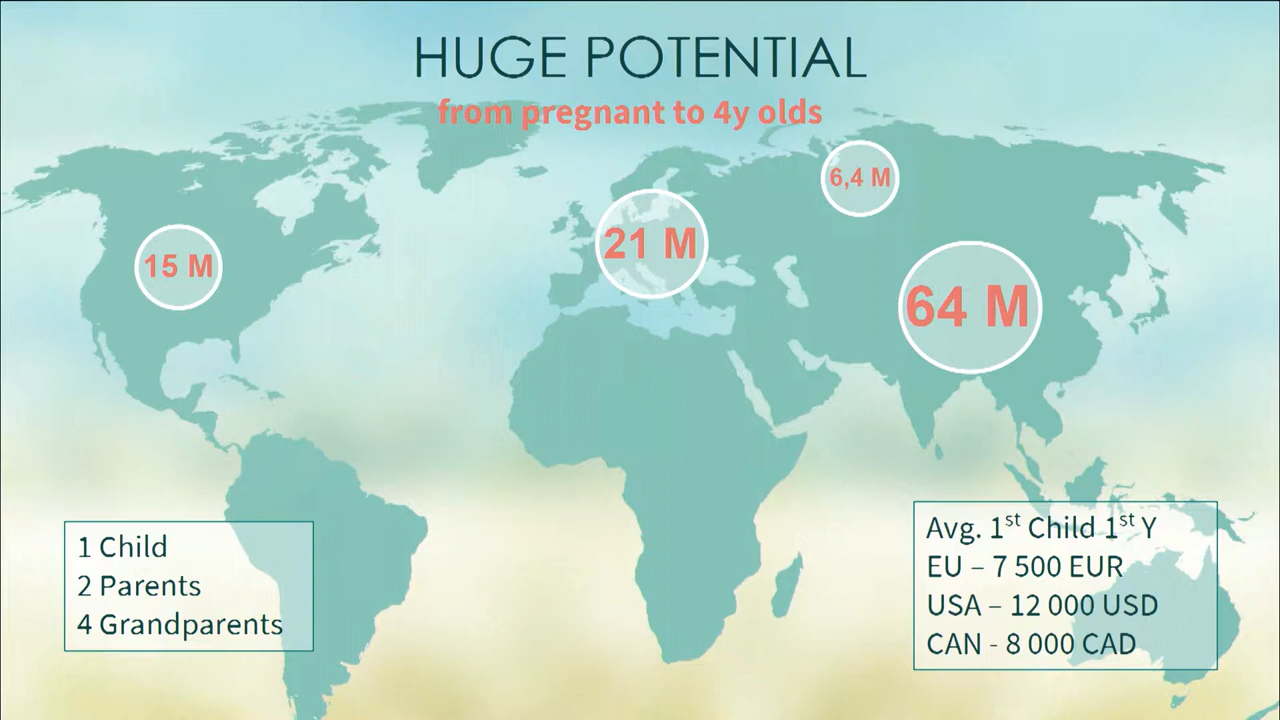 HUGE POTENTIAL
from pregnant to 4y olds
6,4 M
15 M
21 M
64 M
1 Child
2 Parents
4 Grandparents
Avg. 1st Child 1st Y
EU – 7 500 EUR
USA – 12 000 USD
CAN - 8 000 CAD